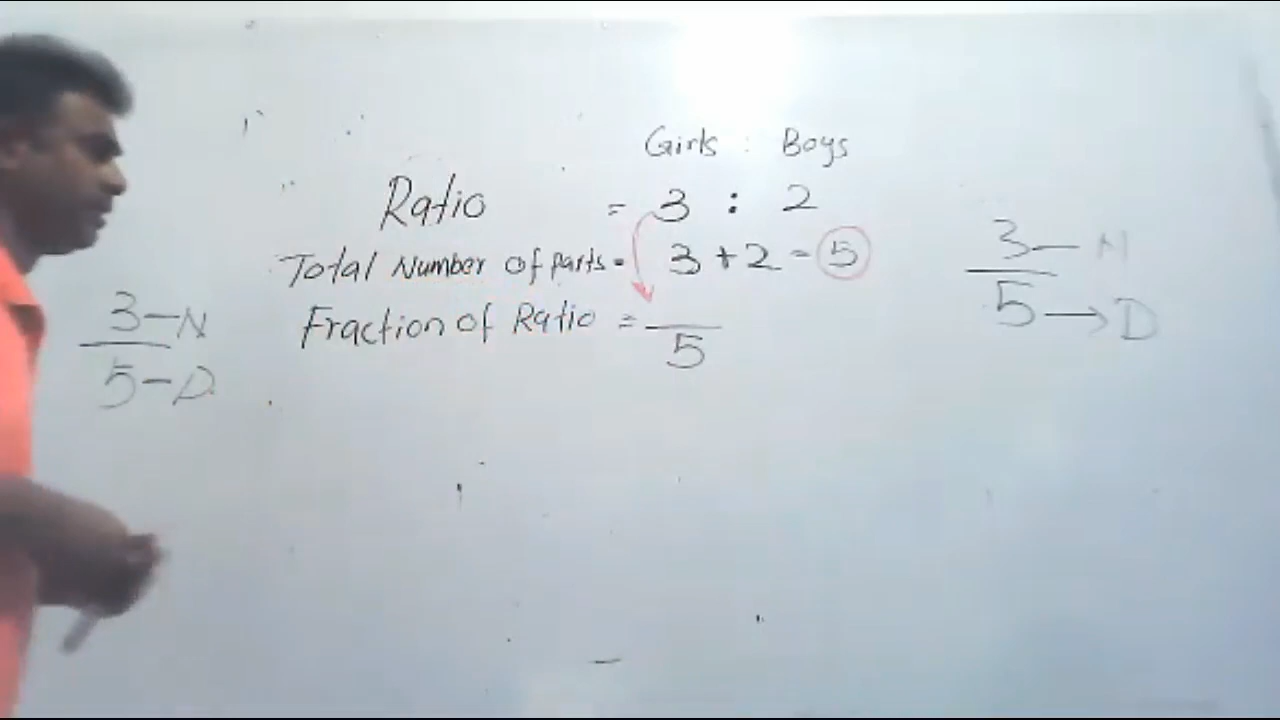 Girls : Boys
Ratio = 3 : 2
Total Number of parts = 3 + 2 = 5
Fraction of Ratio = 
5
3 — N
5 — D
3 — N
5 → D